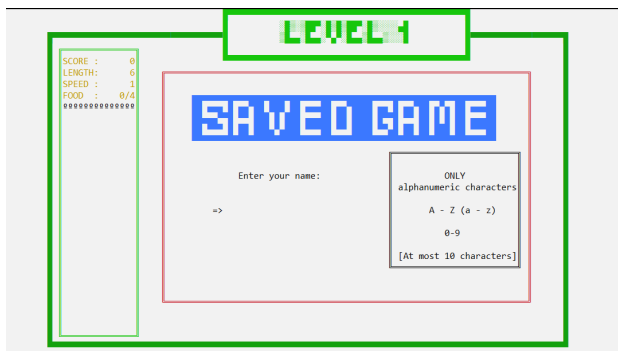 LEVEL-1
SCORE : 0
LENGTH: 6
SPEED : 1
FOOD : 0/4
SAVED GAME
Enter your name:
=>
ONLY
alphanumeric characters
A - Z (a - z)
0-9
[At most 10 characters]